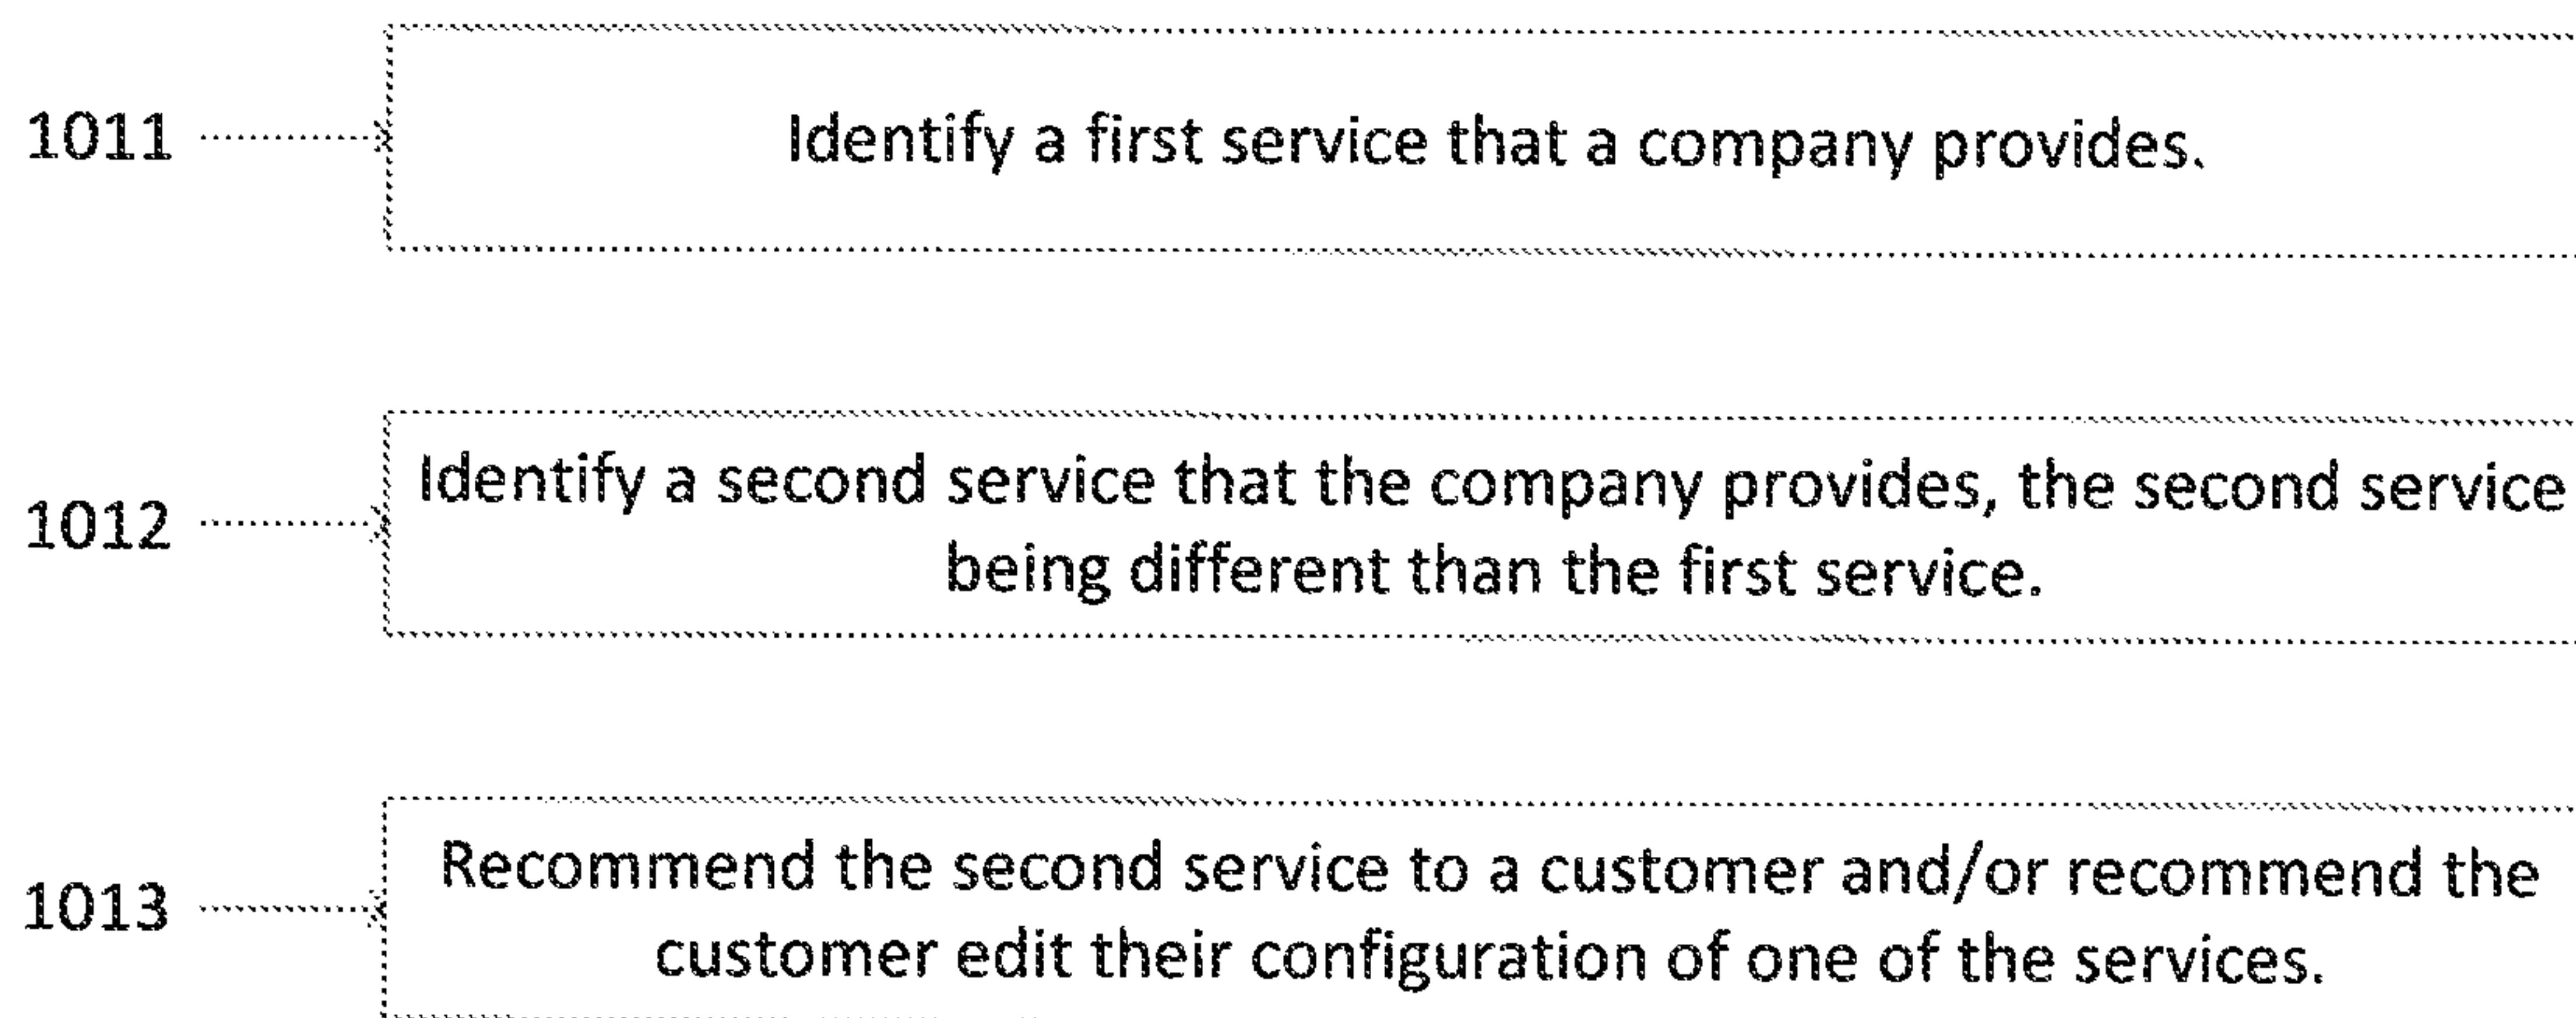 1011
Identify a first service that a company provides.
1012
Identify a second service that the company provides, the second service
being different than the first service.
1013
Recommend the second service to a customer and/or recommend the
customer edit their configuration of one of the services.